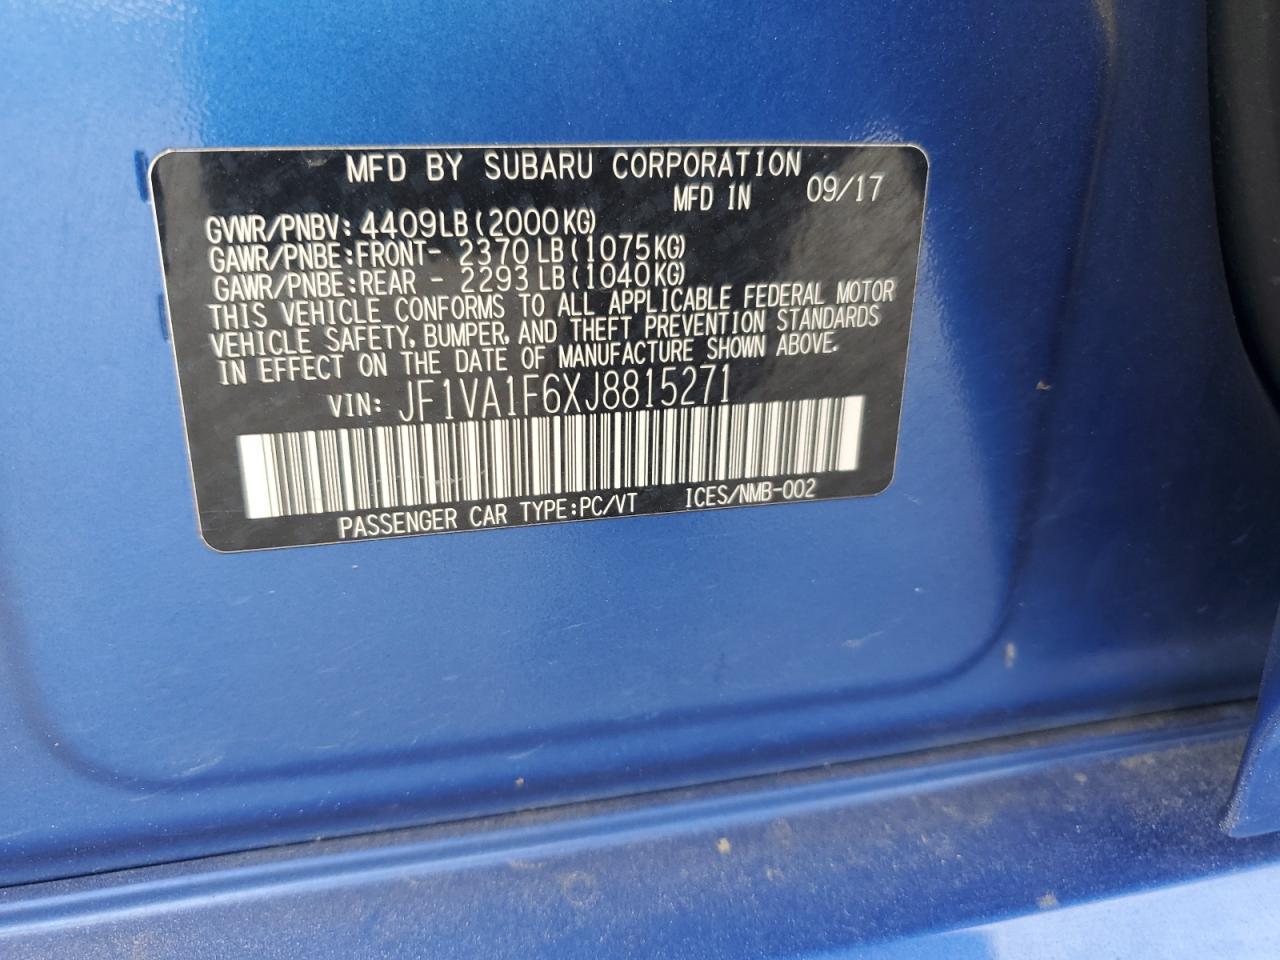 MFD BY SUBARU CORPORATION
MFD IN 09/17
GVWR/PNBV: 4409LB (2000KG)
GAWR/PNBE:FRONT- 2370LB (1075KG)
GAWR/PNBE:REAR - 2293LB (1040KG)
THIS VEHICLE CONFORMS TO ALL APPLICABLE FEDERAL MOTOR
VEHICLE SAFETY, BUMPER, AND THEFT PREVENTION STANDARDS
IN EFFECT ON THE DATE OF MANUFACTURE SHOWN ABOVE.
VIN: JF1VA1F6XJ8815271
PASSENGER CAR TYPE:PC/VT ICES/NMB-002